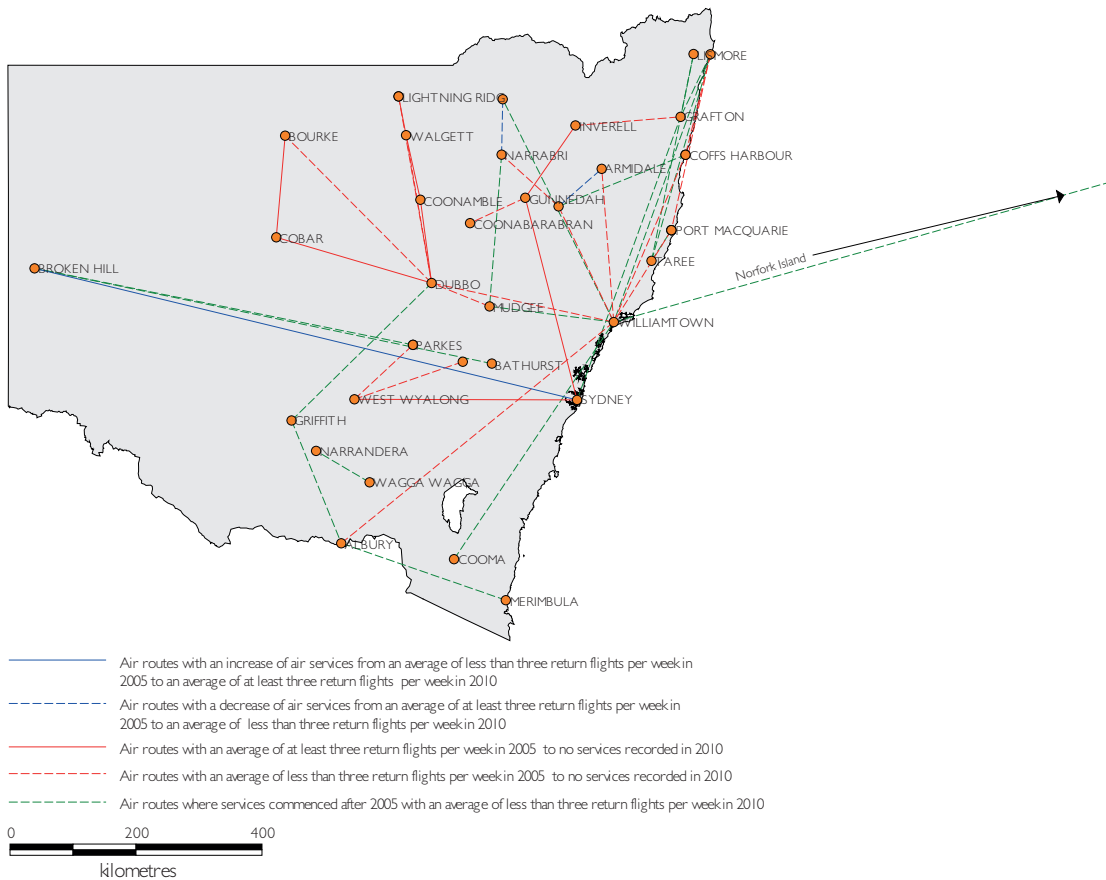 LISMORE
LIGHTNING RIDG
GRAFTON
INVERELL
BOURKE
WALGETT
NARRABRI
COFFS HARBOUR
ARMIDALE
COONAMBLE
GUNNEDAH
COONABARABRAN
PORT MACQUARIE
COBAR
TAREE
BROKEN HILL
Norfork Island
DUBBO
MUDGEE
WILLIAMTOWN
PARKES
BATHURST
WEST WYALONG
SYDNEY
GRIFFITH
NARRANDERA
WAGGA WAGGA
ALBURY
COOMA
MERIMBULA
Air routes with an increase of air services from an average of less than three return flights per week in
2005 to an average of at least three return flights per week in 2010
Air routes with a decrease of air services from an average of at least three return flights per week in
2005 to an average of less than three return flights per week in 2010
Air routes with an average of at least three return flights per week in 2005 to no services recorded in 2010
Air routes with an average of less than three return flights per week in 2005 to no services recorded in 2010
Air routes where services commenced after 2005 with an average of less than three return flights per week in 2010
0 200 400
kilometres